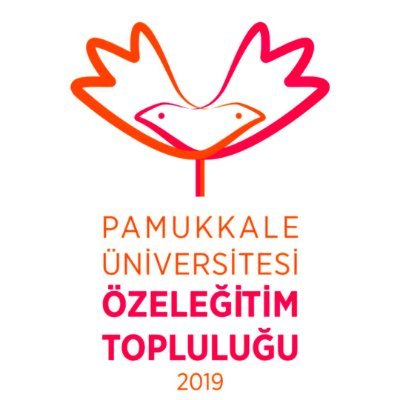 PAMUKKALE
ÜNİVERSİTESİ
ÖZELEĞİTİM
TOPLULUĞU
2019